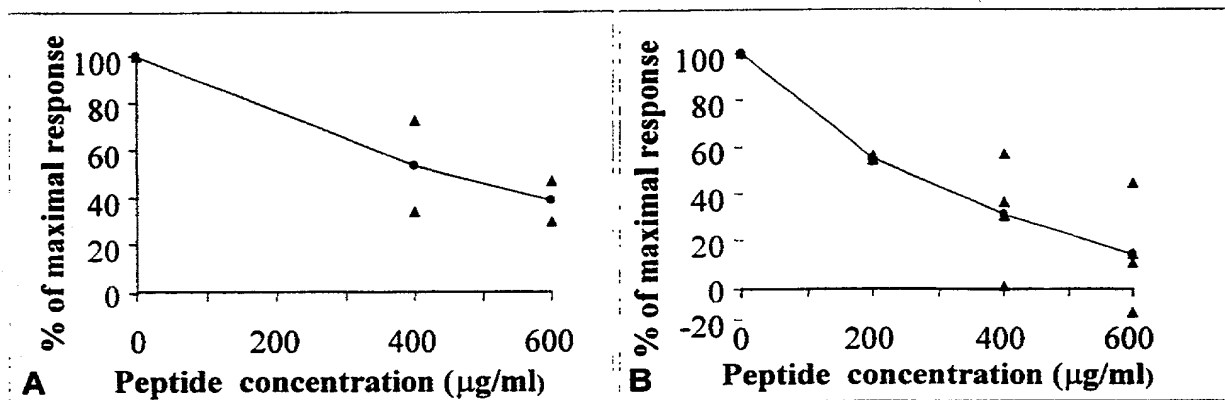 % of maximal response
100
80
60
40
20
0
0 200 400 600
A Peptide concentration (μg/ml)
% of maximal response
100
80
60
40
20
0
-20
0 200 400 600
B Peptide concentration (μg/ml)